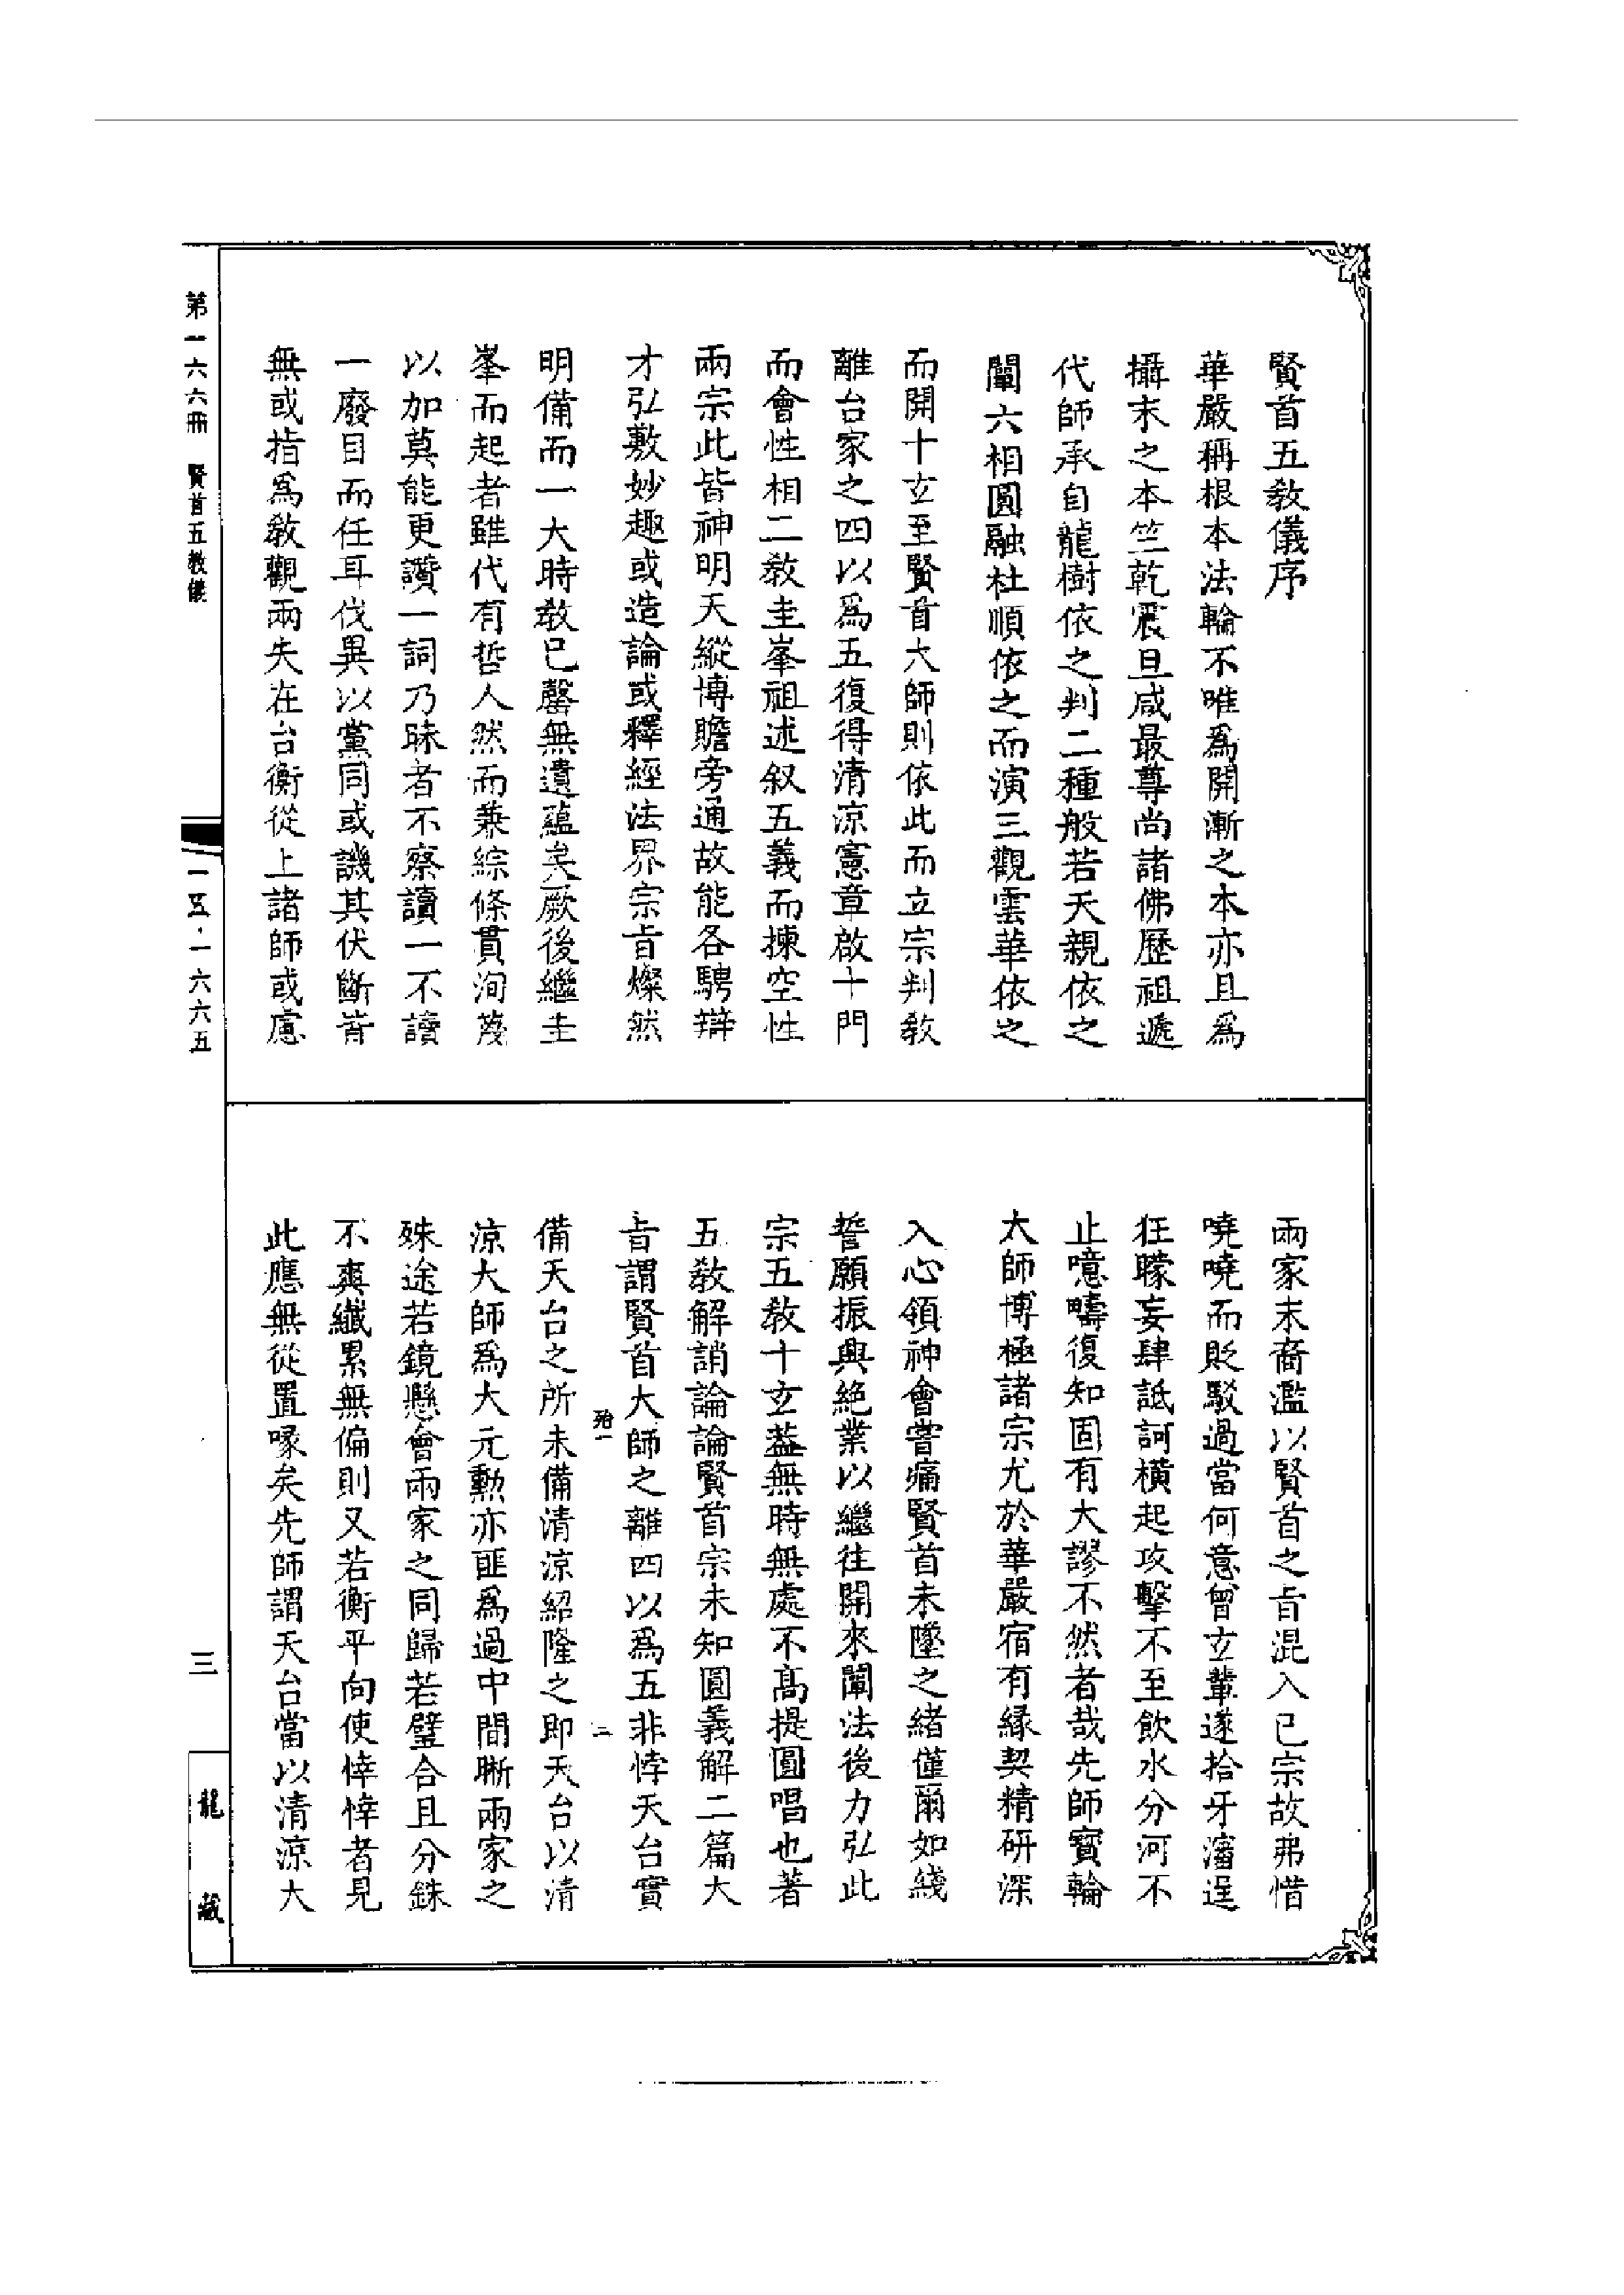 賢首五教儀序
華嚴稱根本法輪不唯爲開漸之本亦且爲
攝末之本竺乾震旦咸最尊尚諸佛歷祖遞
代師承自龍樹依之判二種般若天親依之
闡六相圓融杜順依之而演三觀雲華依之
而開十玄至賢首大師則依此而立宗判教
離台家之四以爲五復得清涼憲章啟十門
而會性相二教圭峯祖述叙五義而揀空性
兩宗此皆神明天縱博贍旁通故能各騁辯
才弘敷妙趣或造論或釋經法界宗旨燦然
明備而一大時教已罄無遺蘊矣厥後繼圭
峯而起者雖代有哲人然而兼綜條貫洵蔑
以加莫能更讚一詞乃昧者不察讀一不讀
一廢目而任耳伐異以黨同或譏其伏斷皆
無或指爲教觀兩失在台衡從上諸師或慮
兩家末裔濫以賢首之旨混入已宗故弗惜
嘵嘵而貶駁過當何意曾玄輩遂拾牙瀋逞
狂矇妄肆詆訶橫起攻擊不至飲水分河不
止噫疇復知固有大謬不然者哉先師寶輪
大師博極諸宗尤於華嚴宿有緣契精研深
入心領神會嘗痛賢首未墜之緒僅爾如綫
誓願振興絕業以繼往開來闡法後力弘此
宗五教十玄葢無時無處不高提圓唱也著
五教解誚論論賢首宗未知圓義解二篇大
旨謂賢首大師之離四以爲五非悖天台實
備天台之所未備清涼紹隆之即天台以清
涼大師爲大元勲亦匪爲過中間晰兩家之
殊途若鏡懸會兩家之同歸若璧合且分銖
不爽纖累無偏則又若衡平向使悻悻者見
此應無從置喙矣先師謂天台當以清涼大
殆一
二
第一六六冊 賢首五教儀
一五·一六六五
三
龍藏